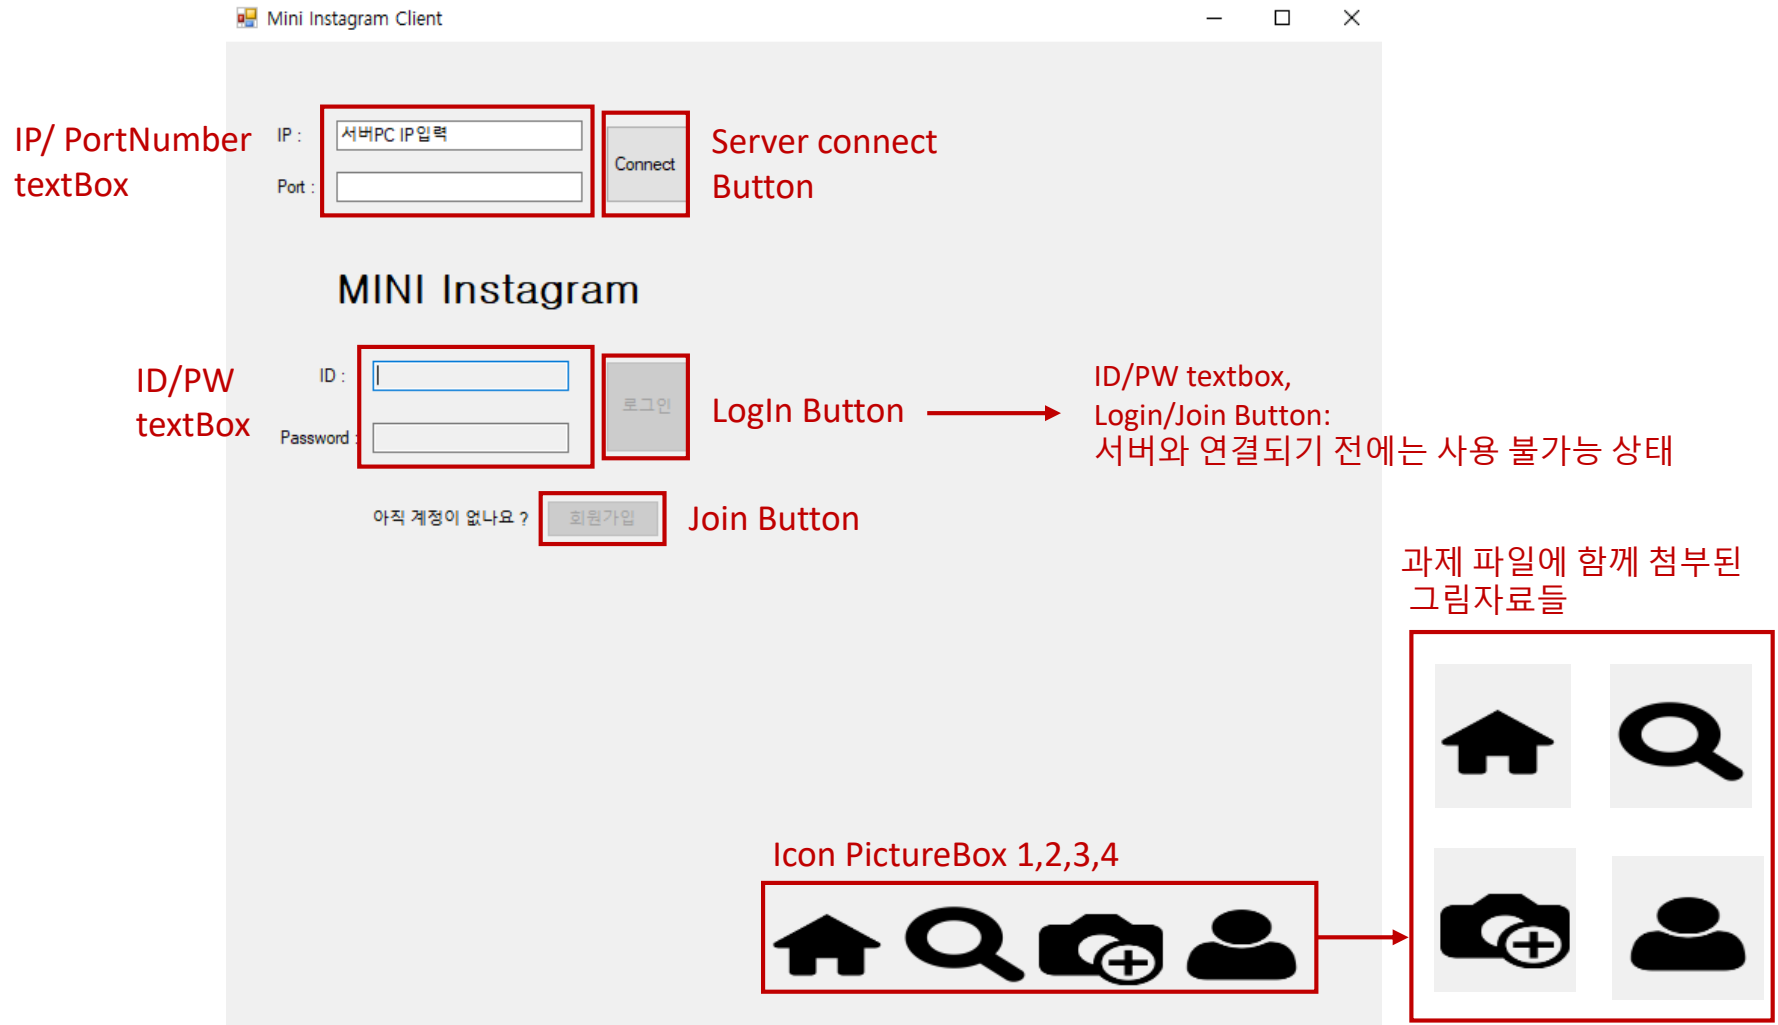 Mini Instagram Client
IP/ PortNumber
textBox
IP :
서버PC IP입력
Port :
Connect
Server connect
Button
MINI Instagram
ID/PW
textBox
ID :
Password :
로그인
LogIn Button
ID/PW textbox,
Login/Join Button:
서버와 연결되기 전에는 사용 불가능 상태
아직 계정이 없나요 ?
회원가입
Join Button
과제 파일에 함께 첨부된
그림자료들
Icon PictureBox 1,2,3,4